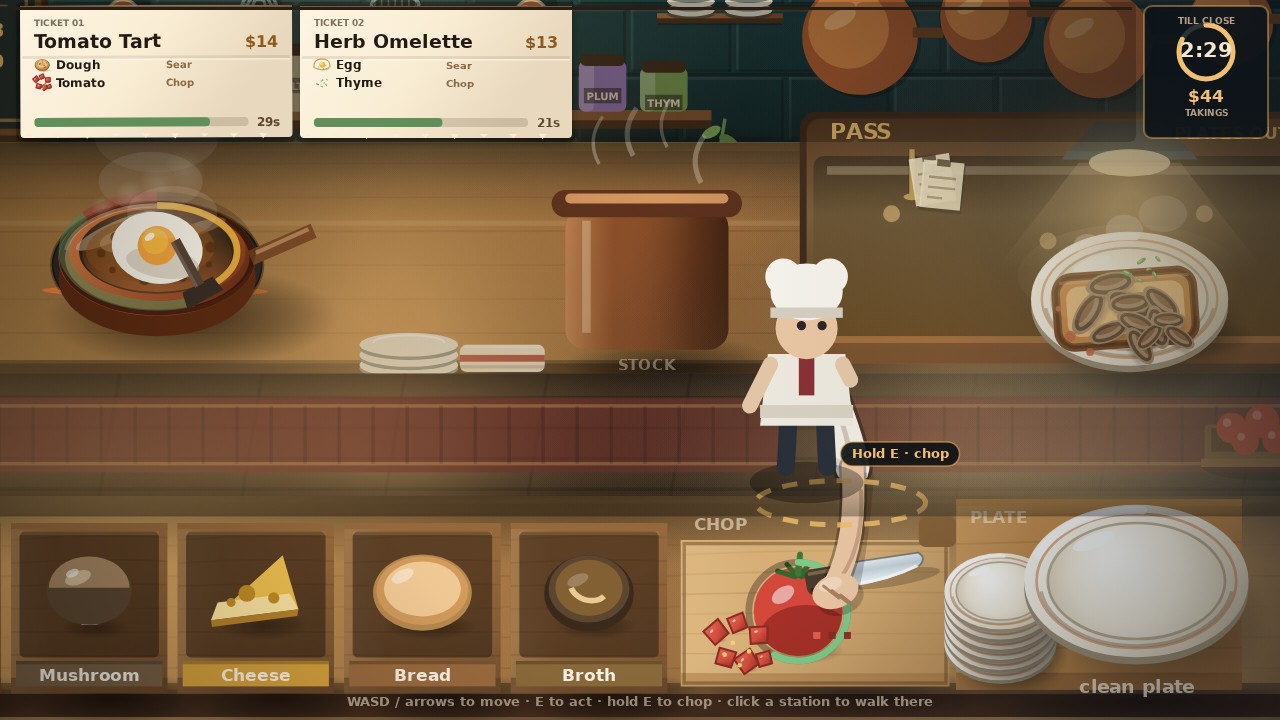 TICKET 01
Tomato Tart $14
Dough Sear
Tomato Chop
29s
TICKET 02
Herb Omelette $13
Egg Sear
Thyme Chop
21s
PLUM
THYM
TILL CLOSE
2:29
$44
TAKINGS
PASS
STOCK
Hold E · chop
CHOP
PLATE
Mushroom
Cheese
Bread
Broth
clean plate
WASD / arrows to move · E to act · hold E to chop · click a station to walk there